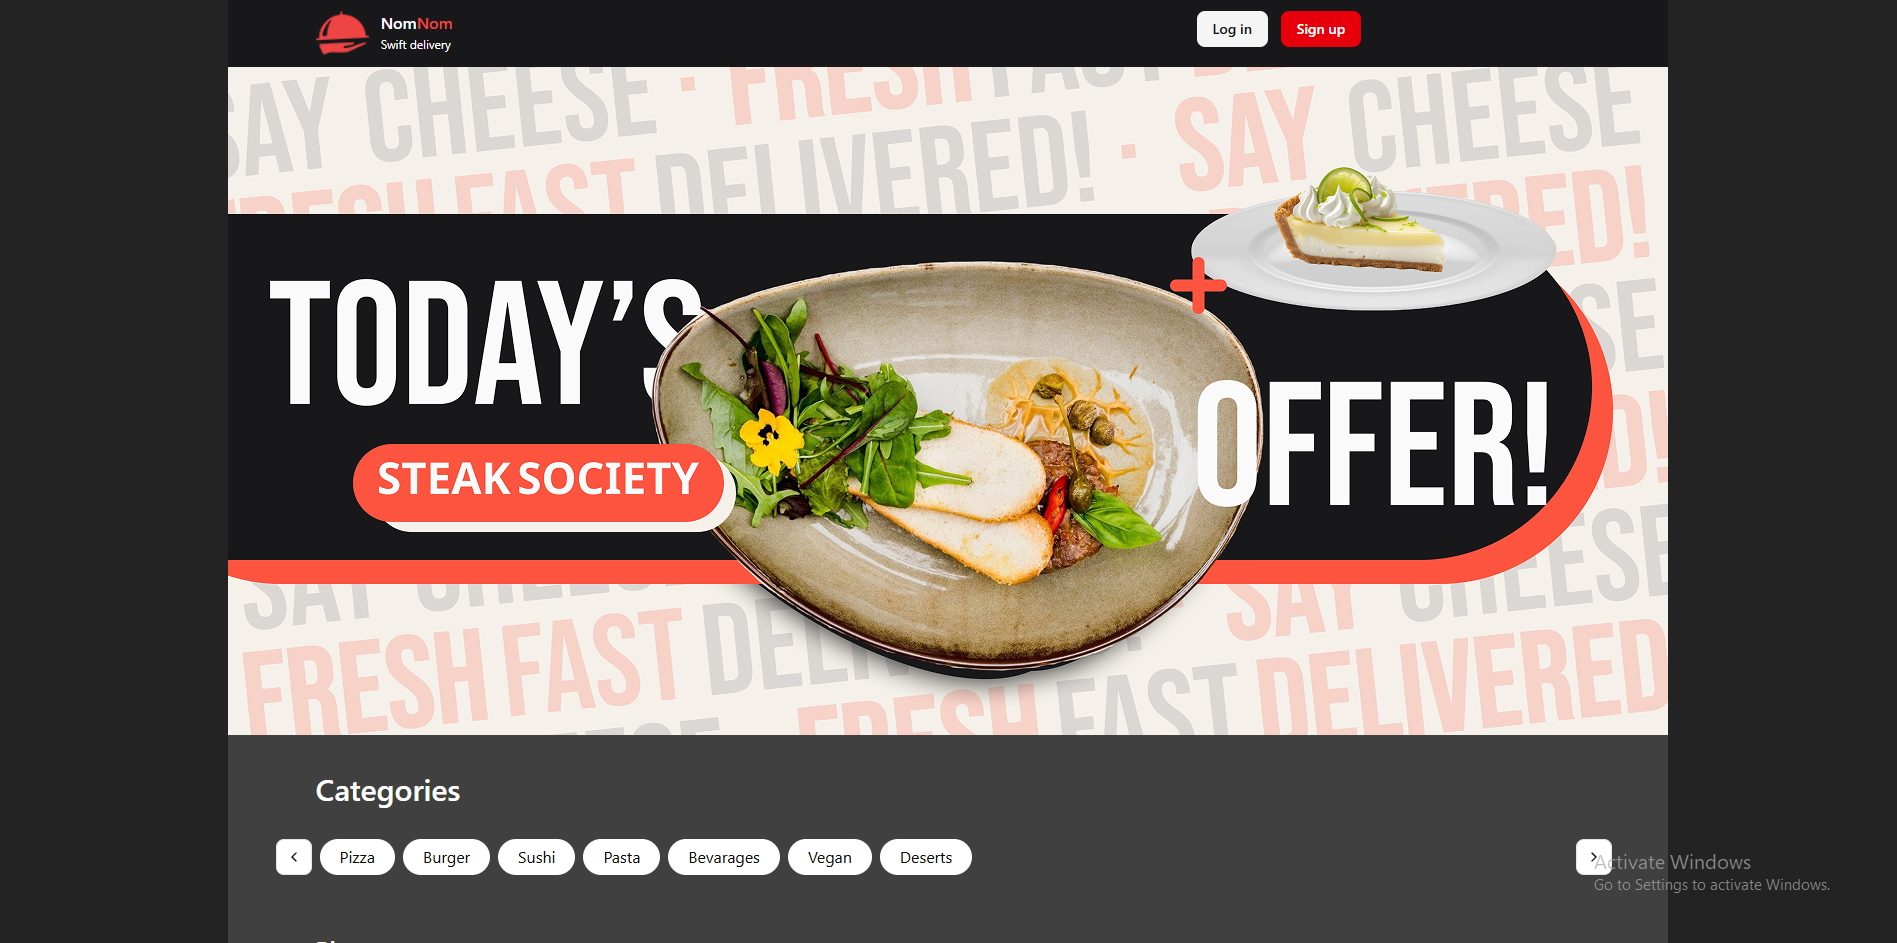 NomNom
Swift delivery
Log in
Sign up
SAY CHEESE · FRESH FAST
FRESH FAST DELIVERED! · SAY CHEESE
TODAY'S
OFFER!
STEAK SOCIETY
SAY CHEESE
SAY CHEESE
FRESH FAST
FRESH FAST DELIVERED
Categories
Pizza
Burger
Sushi
Pasta
Bevarages
Vegan
Deserts
Activate Windows
Go to Settings to activate Windows.